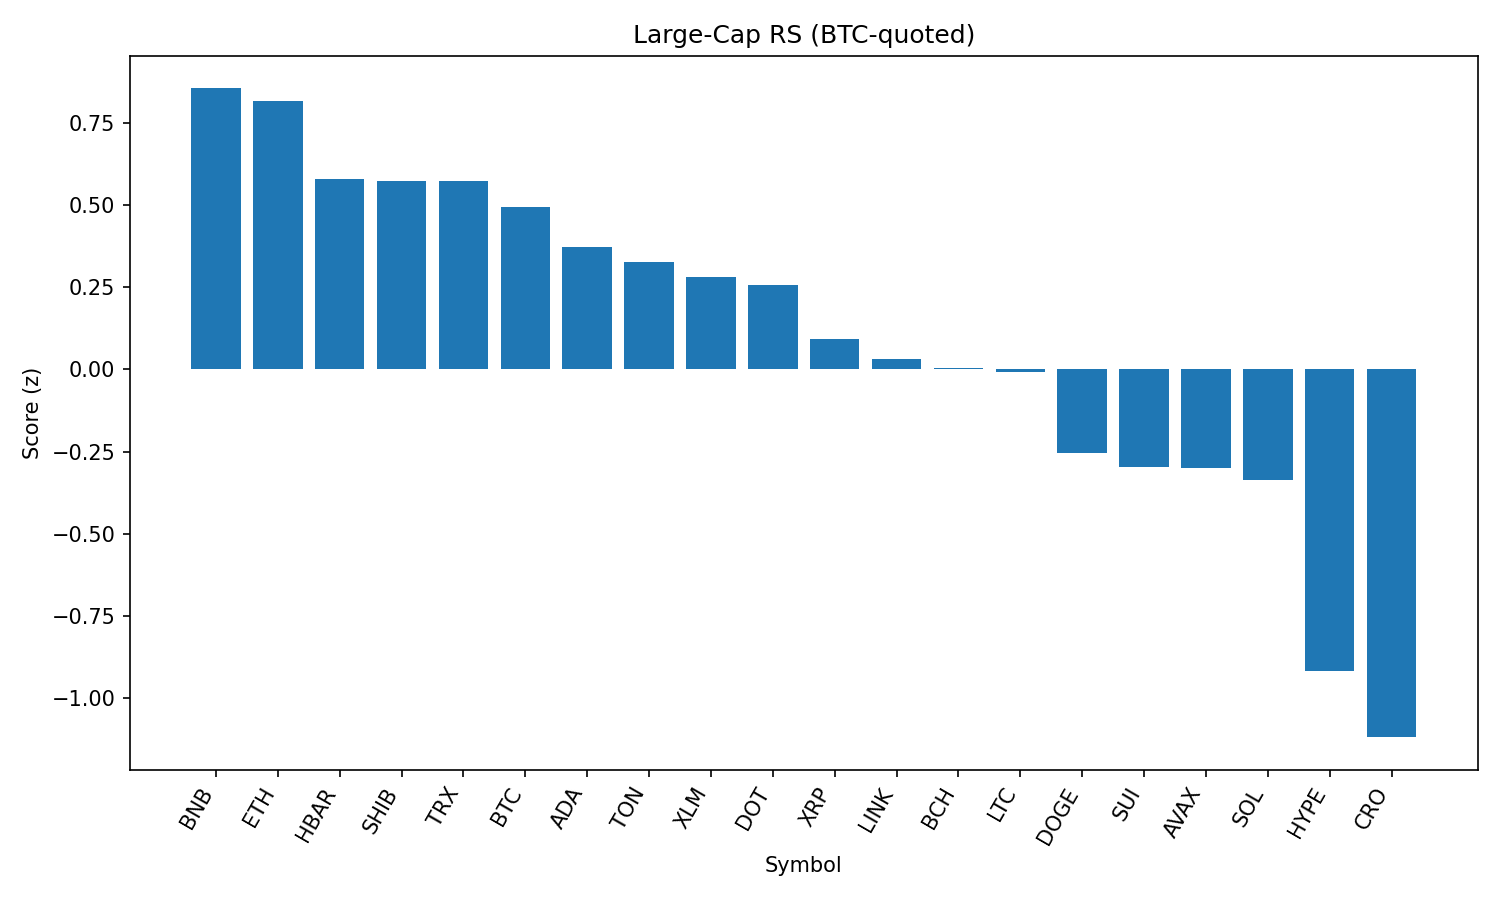 Large-Cap RS (BTC-quoted)
Score (z)
0.75
0.50
0.25
0.00
−0.25
−0.50
−0.75
−1.00
BNB
ETH
HBAR
SHIB
TRX
BTC
ADA
TON
XLM
DOT
XRP
LINK
BCH
LTC
DOGE
SUI
AVAX
SOL
HYPE
CRO
Symbol